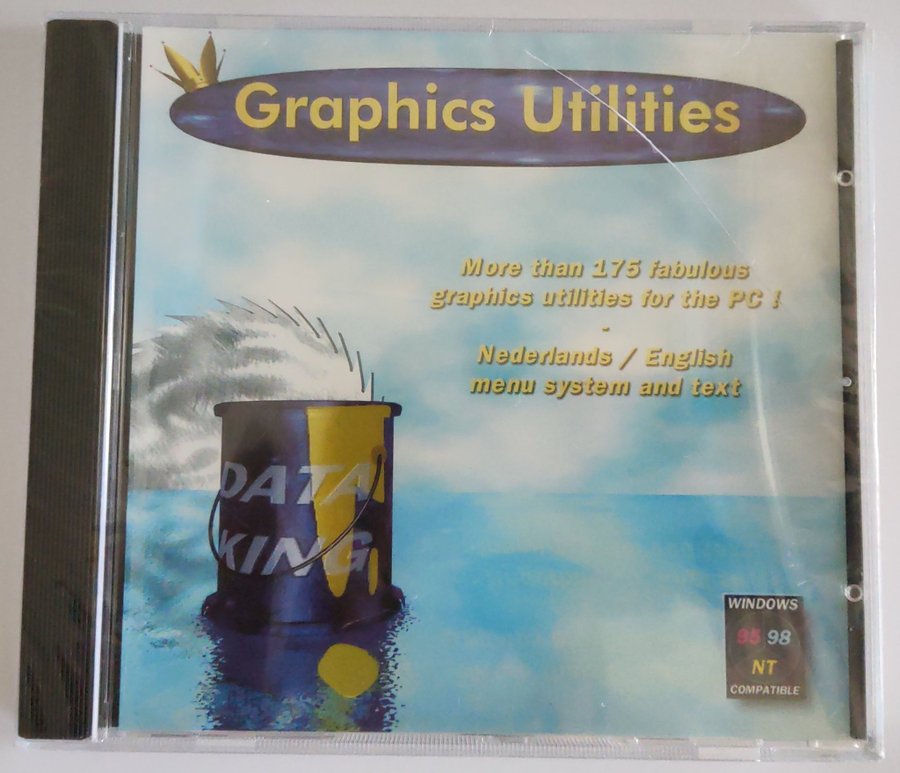 Graphics Utilities
More than 175 fabulous
graphics utilities for the PC !
-
Nederlands / English
menu system and text
DATA
KING
WINDOWS
95 98
NT
COMPATIBLE